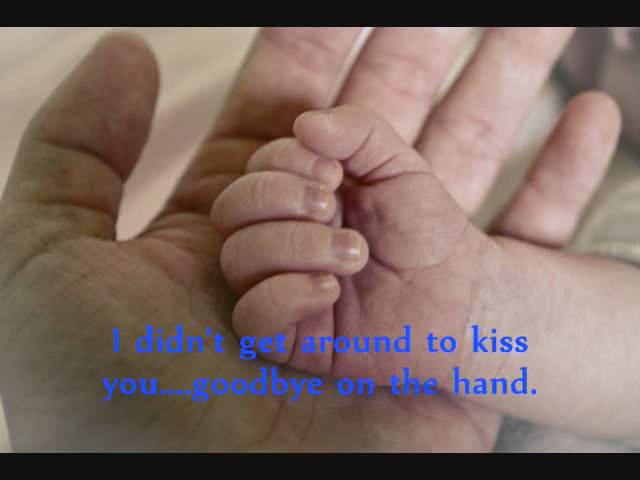 I didn't get around to kiss
you....goodbye on the hand.